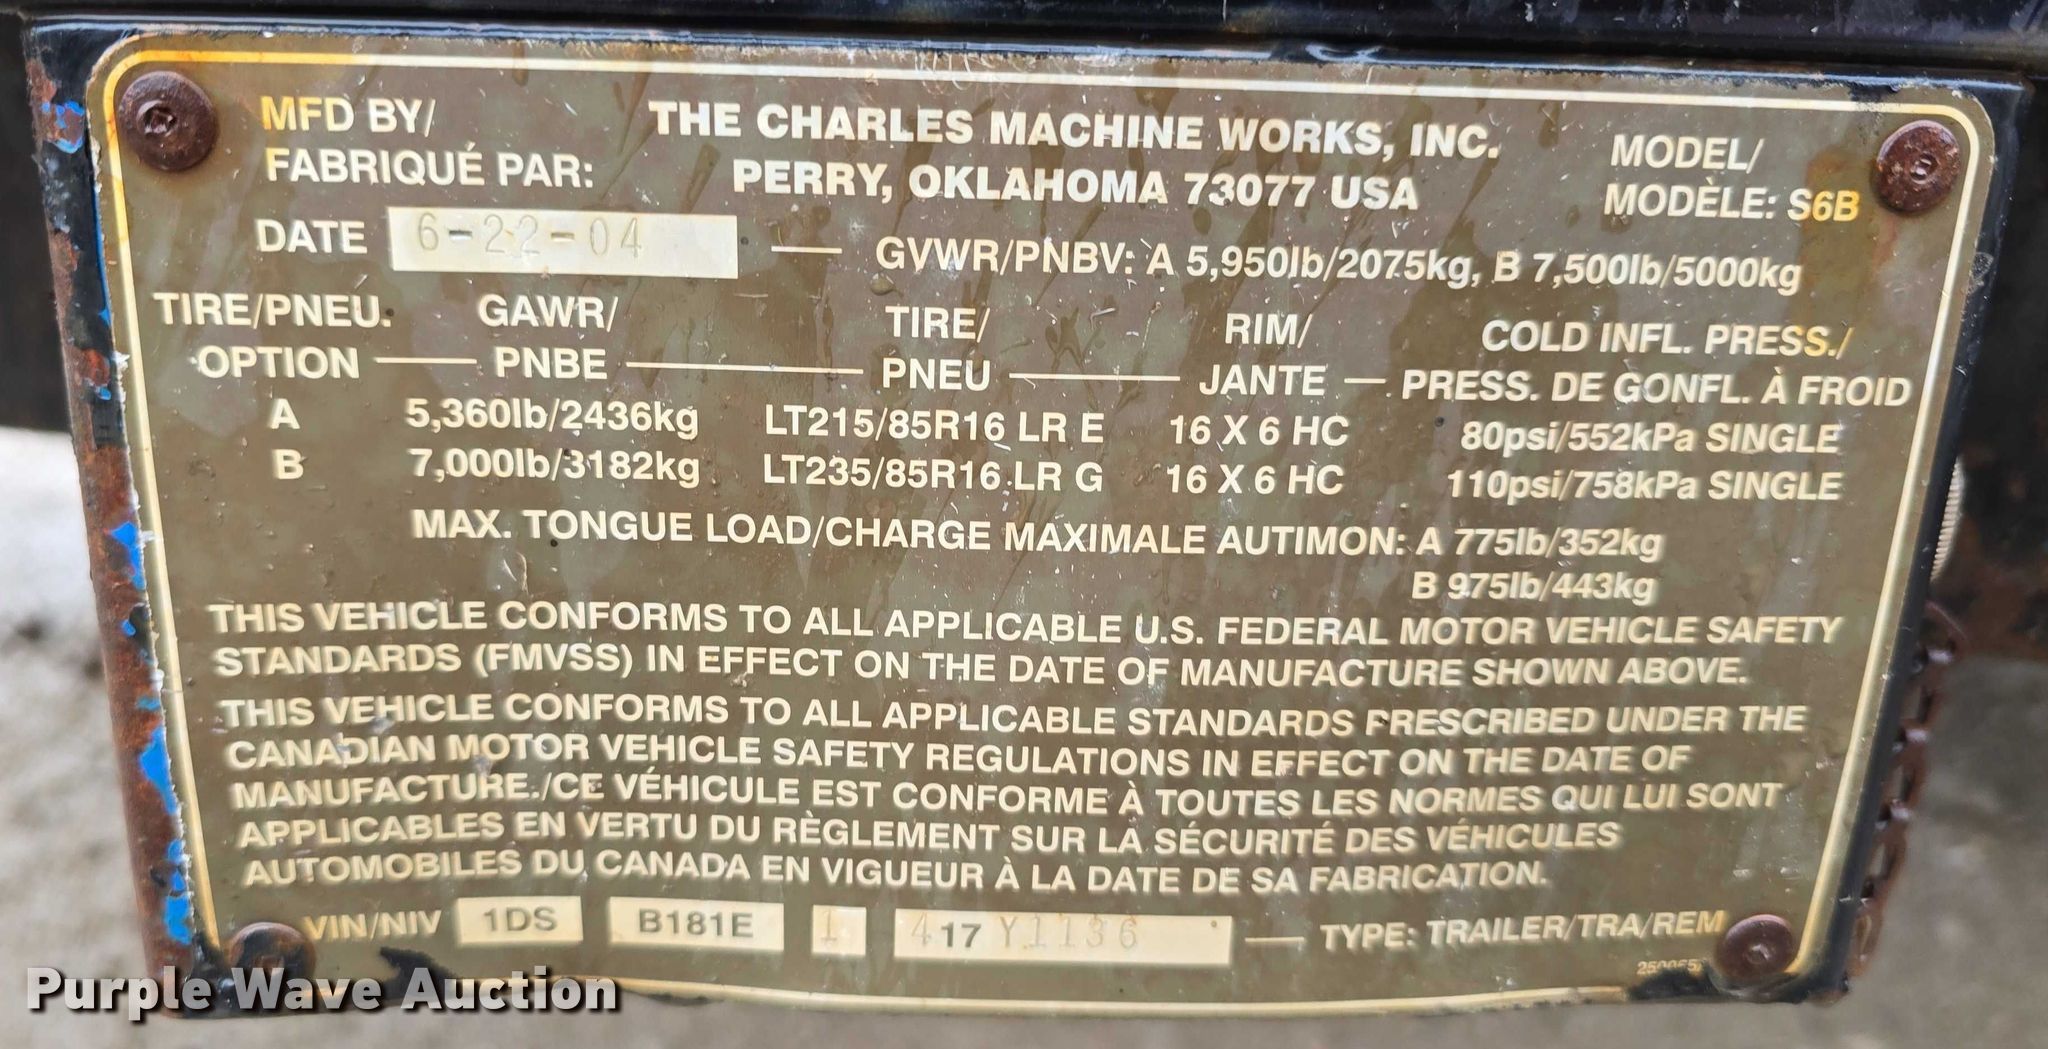 MFD BY/ THE CHARLES MACHINE WORKS, INC. MODEL/
FABRIQUÉ PAR: PERRY, OKLAHOMA 73077 USA MODÈLE: S6B
DATE 6-22-04 — GVWR/PNBV: A 5,950lb/2075kg, B 7,500lb/5000kg
TIRE/PNEU. GAWR/ TIRE/ RIM/ COLD INFL. PRESS./
OPTION — PNBE — PNEU — JANTE — PRESS. DE GONFL. À FROID
A 5,360lb/2436kg LT215/85R16 LR E 16 X 6 HC 80psi/552kPa SINGLE
B 7,000lb/3182kg LT235/85R16 LR G 16 X 6 HC 110psi/758kPa SINGLE
MAX. TONGUE LOAD/CHARGE MAXIMALE AUTIMON: A 775lb/352kg
B 975lb/443kg
THIS VEHICLE CONFORMS TO ALL APPLICABLE U.S. FEDERAL MOTOR VEHICLE SAFETY
STANDARDS (FMVSS) IN EFFECT ON THE DATE OF MANUFACTURE SHOWN ABOVE.
THIS VEHICLE CONFORMS TO ALL APPLICABLE STANDARDS PRESCRIBED UNDER THE
CANADIAN MOTOR VEHICLE SAFETY REGULATIONS IN EFFECT ON THE DATE OF
MANUFACTURE./CE VÉHICULE EST CONFORME À TOUTES LES NORMES QUI LUI SONT
APPLICABLES EN VERTU DU RÈGLEMENT SUR LA SÉCURITÉ DES VÉHICULES
AUTOMOBILES DU CANADA EN VIGUEUR À LA DATE DE SA FABRICATION.
VIN/NIV 1DS B181E 1 417 Y1136 — TYPE: TRAILER/TRA/REM
Purple Wave Auction